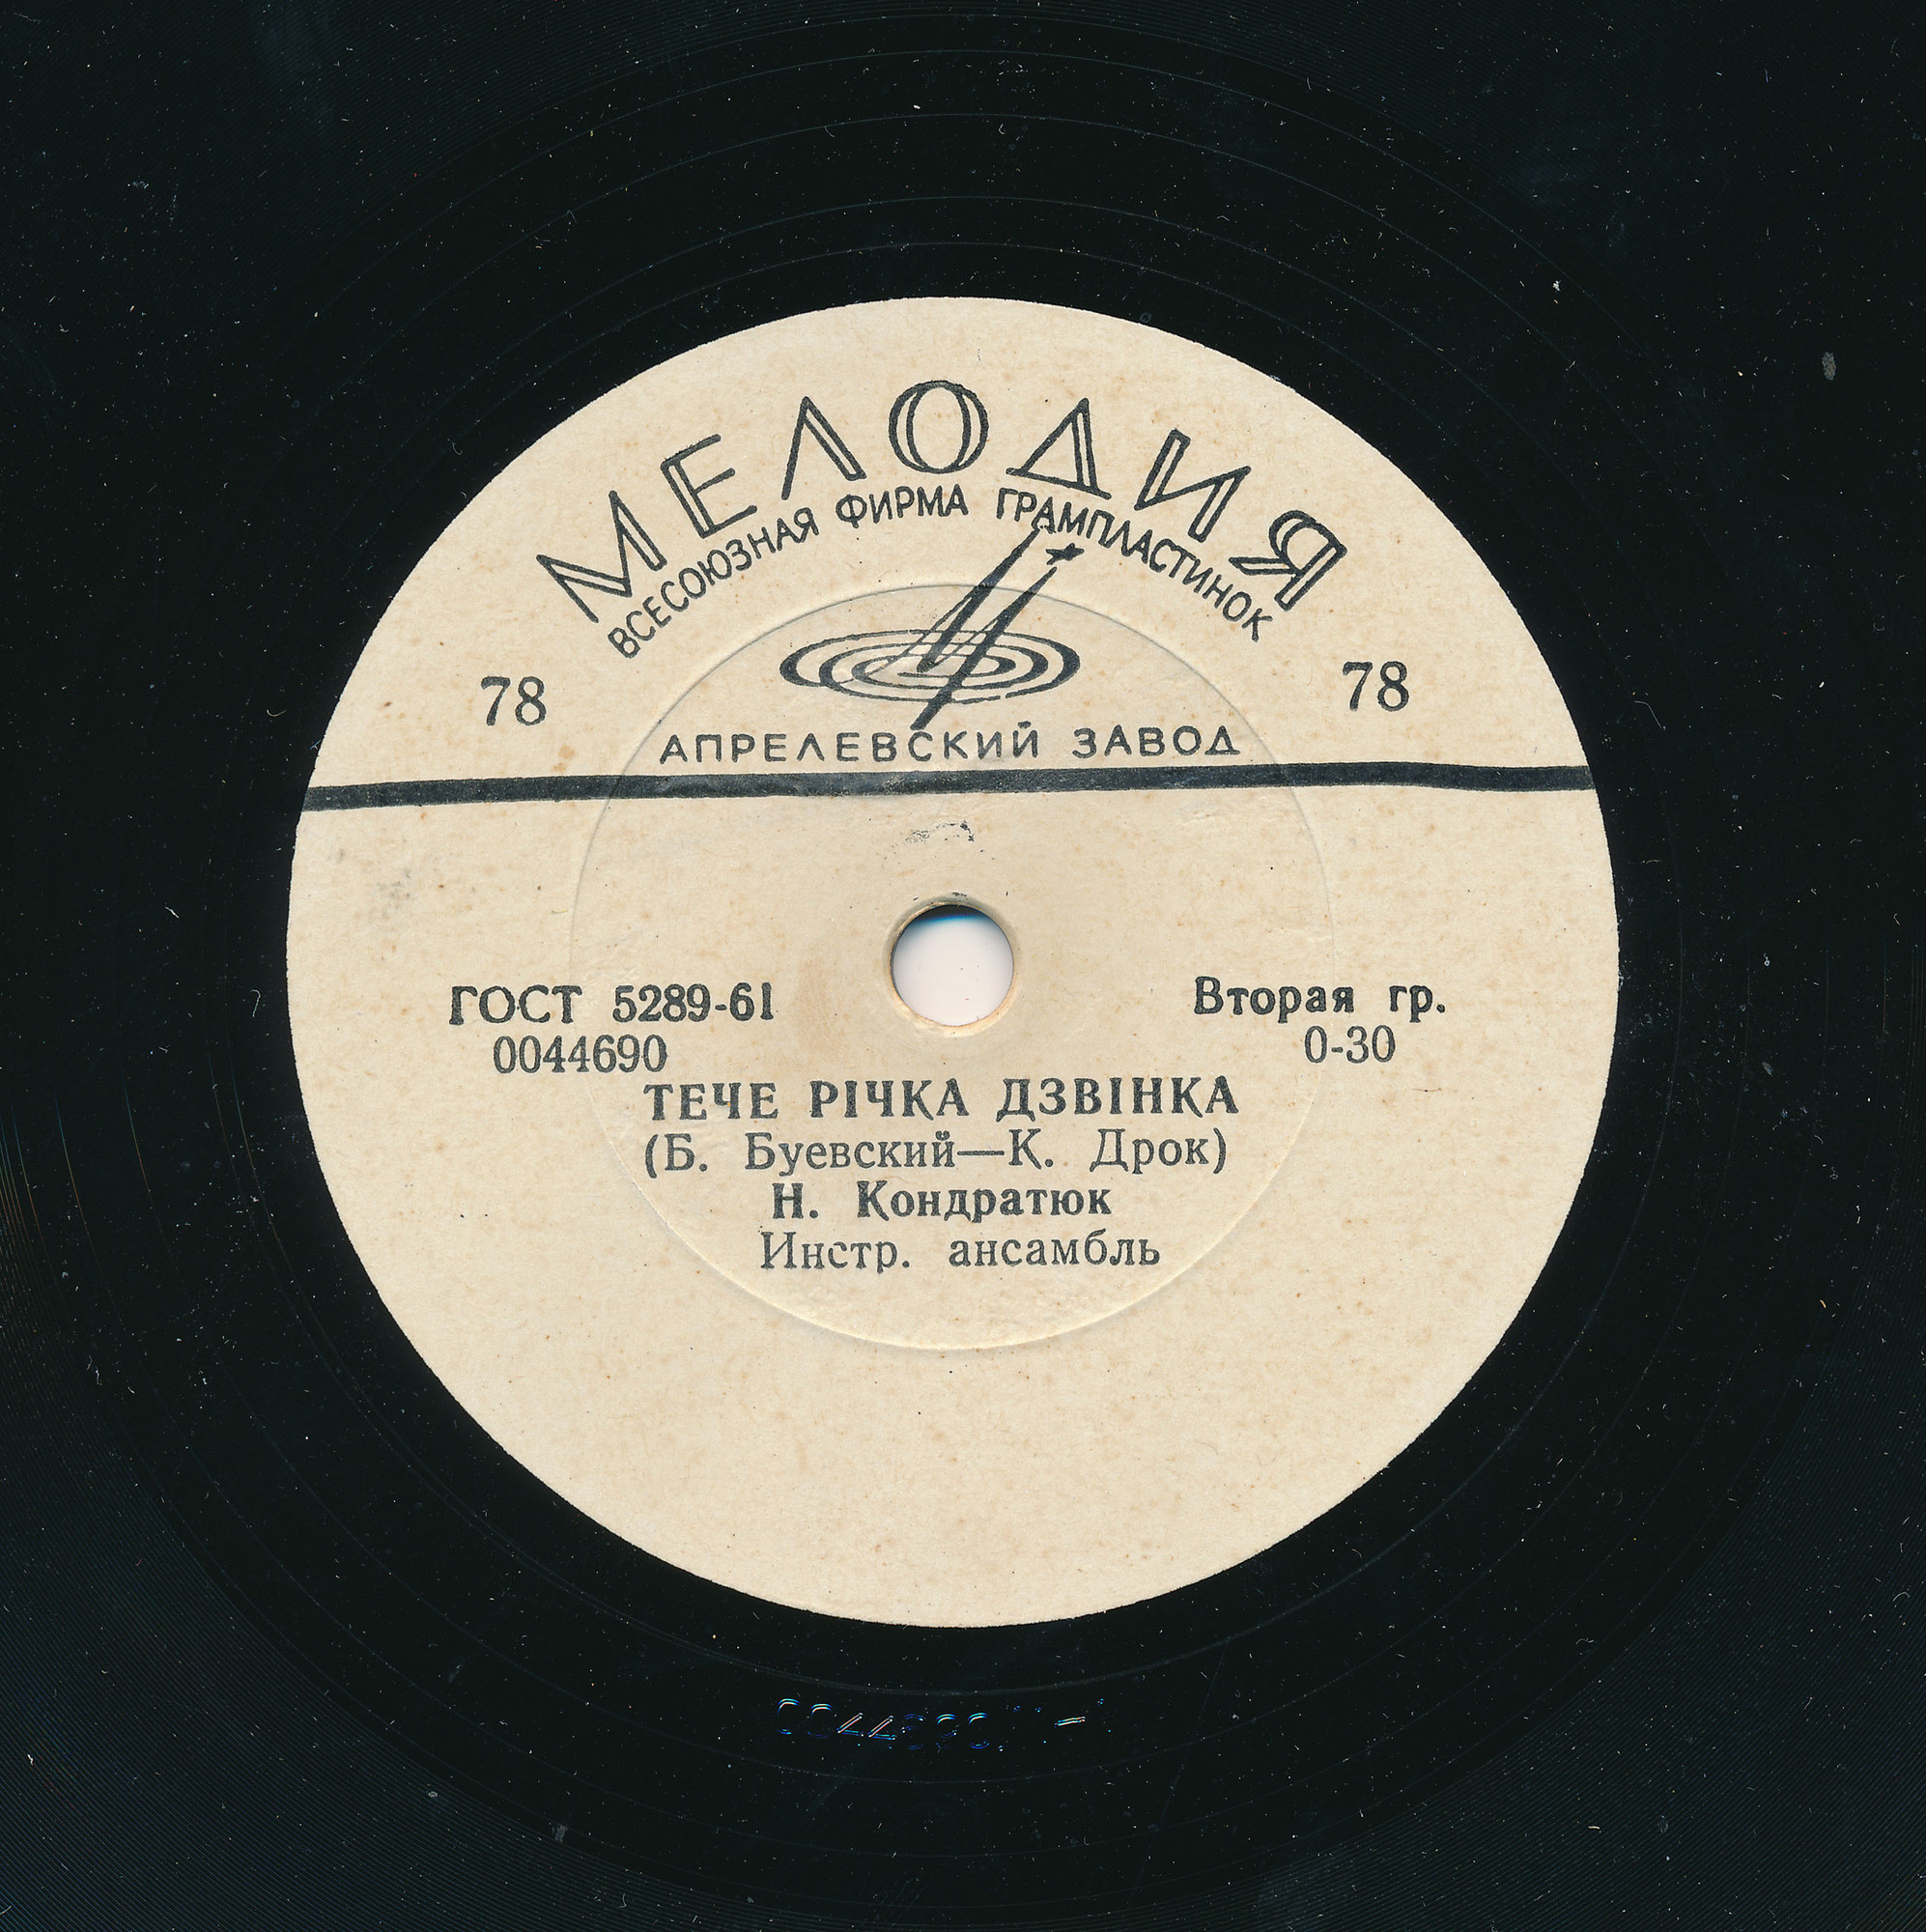 МЕЛОДИЯ
ВСЕСОЮЗНАЯ ФИРМА ГРАМПЛАСТИНОК
78 78
АПРЕЛЕВСКИЙ ЗАВОД
ГОСТ 5289-61 Вторая гр.
0044690 0-30
ТЕЧЕ РІЧКА ДЗВІНКА
(Б. Буевский—К. Дрок)
Н. Кондратюк
Инстр. ансамбль